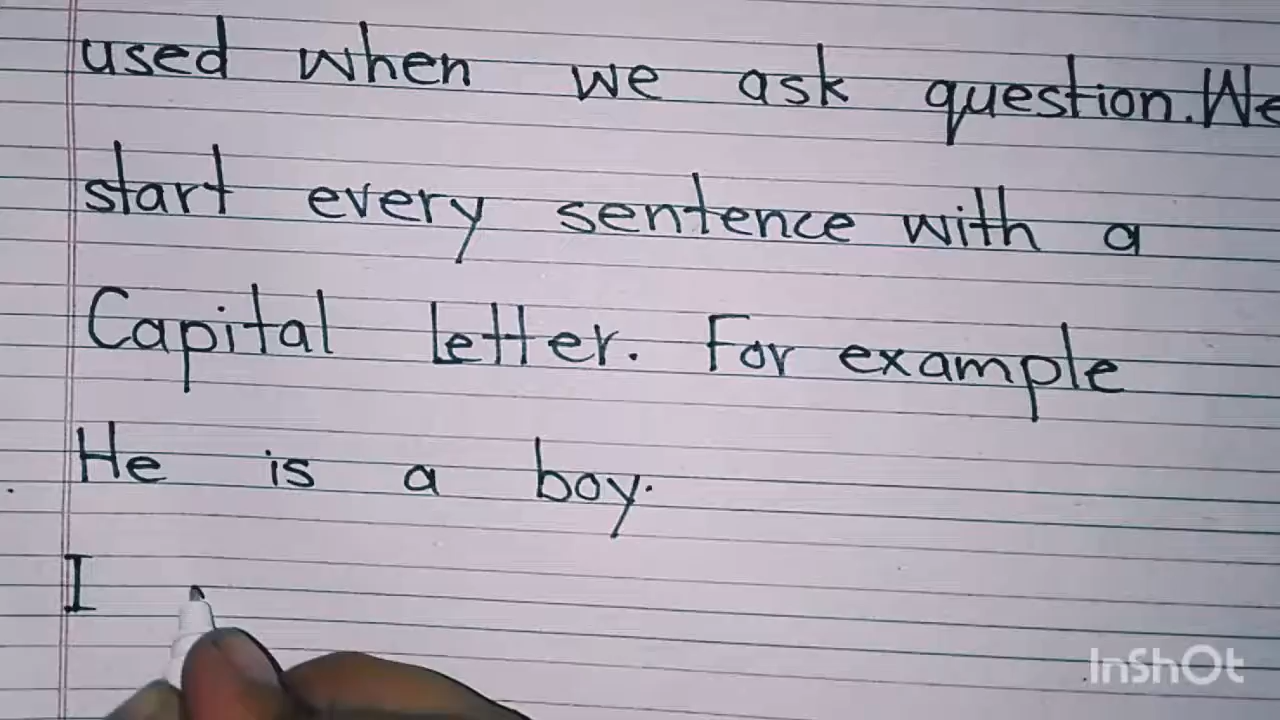 used when we ask question. We
start every sentence with a
Capital letter. For example
He is a boy.
I
InShOt